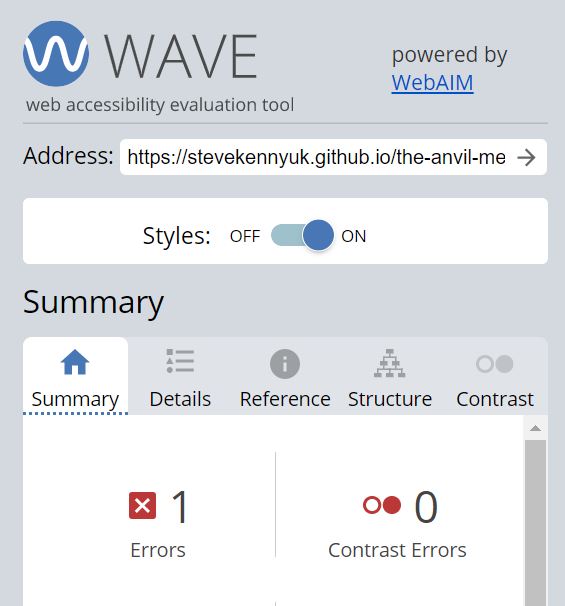 WAVE
powered by
WebAIM
web accessibility evaluation tool
Address: https://stevekennyuk.github.io/the-anvil-me
Styles: OFF ON
Summary
Summary Details Reference Structure Contrast
1 0
Errors Contrast Errors